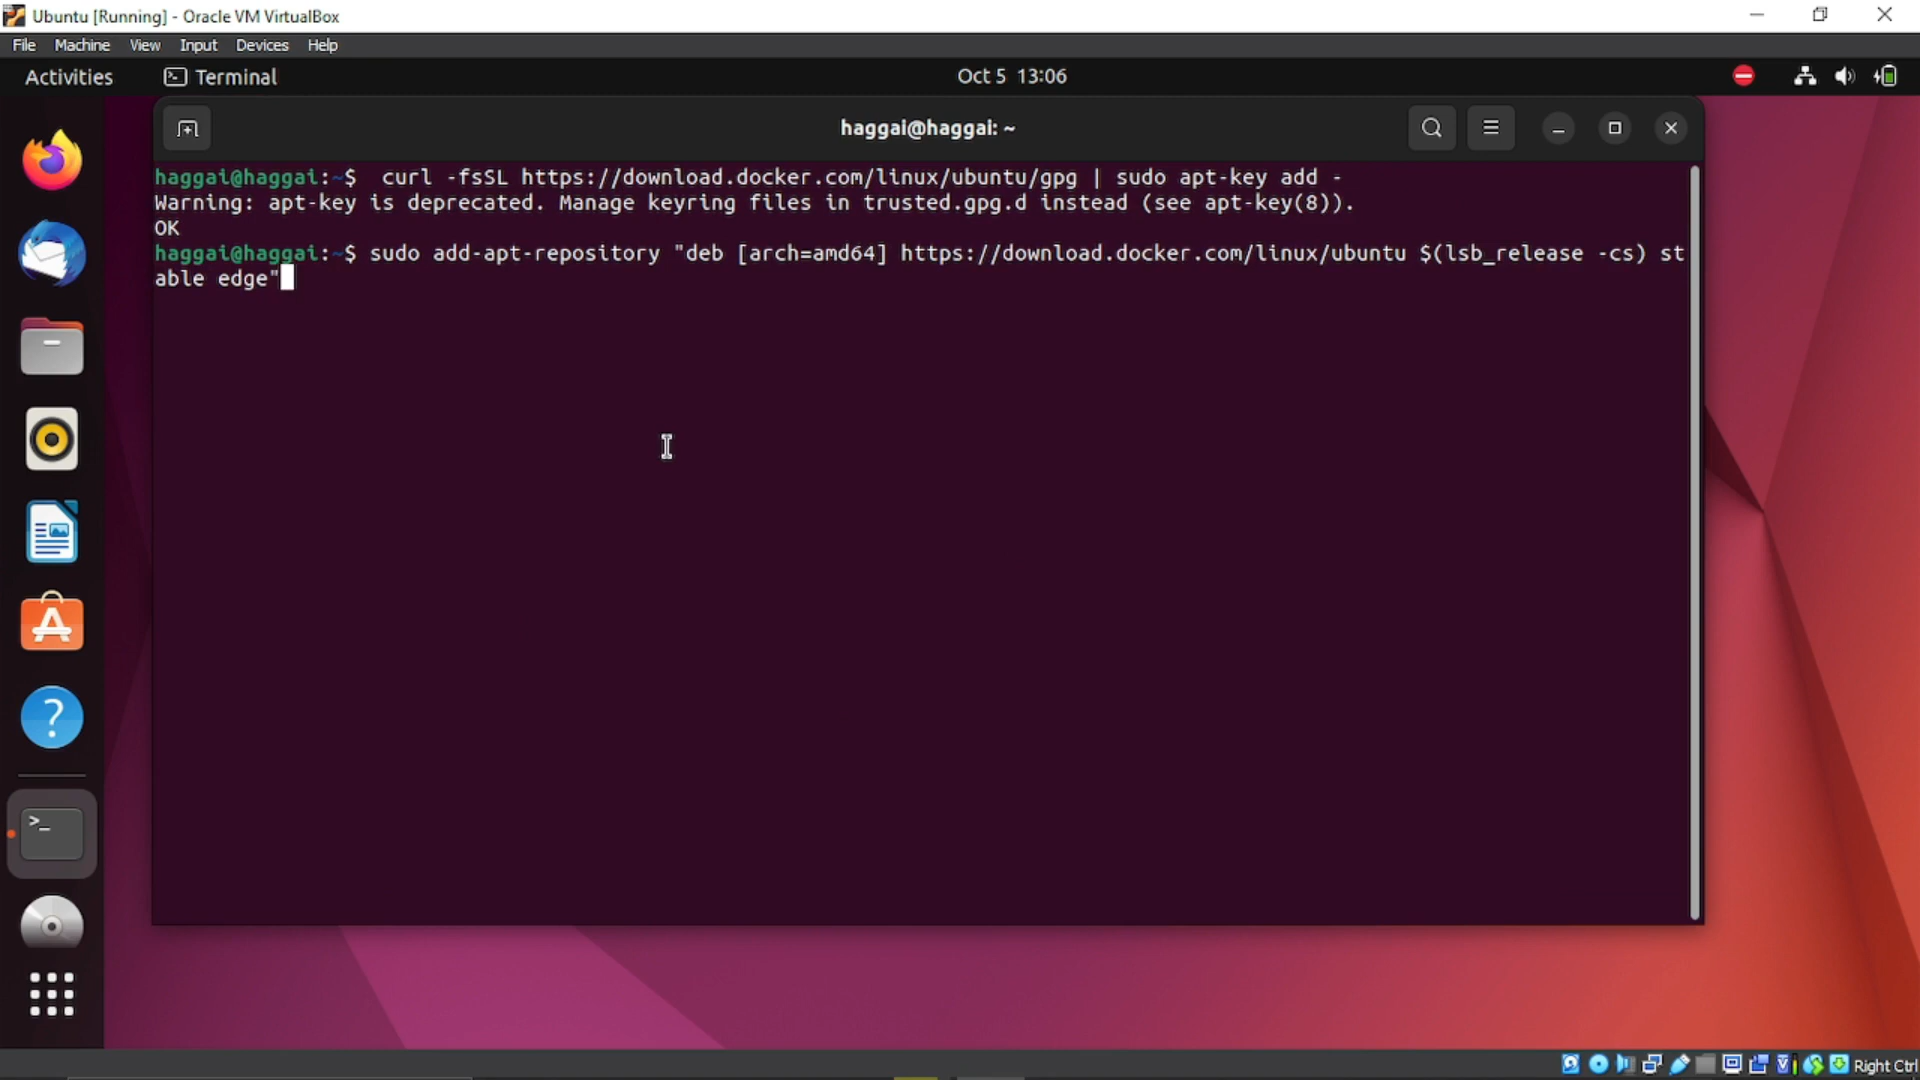 Ubuntu [Running] - Oracle VM VirtualBox
File Machine View Input Devices Help
Activities Terminal Oct 5 13:06
haggai@haggai: ~
haggai@haggai:~$  curl -fsSL https://download.docker.com/linux/ubuntu/gpg | sudo apt-key add -
Warning: apt-key is deprecated. Manage keyring files in trusted.gpg.d instead (see apt-key(8)).
OK
haggai@haggai:~$ sudo add-apt-repository "deb [arch=amd64] https://download.docker.com/linux/ubuntu $(lsb_release -cs) st
able edge"
Right Ctrl